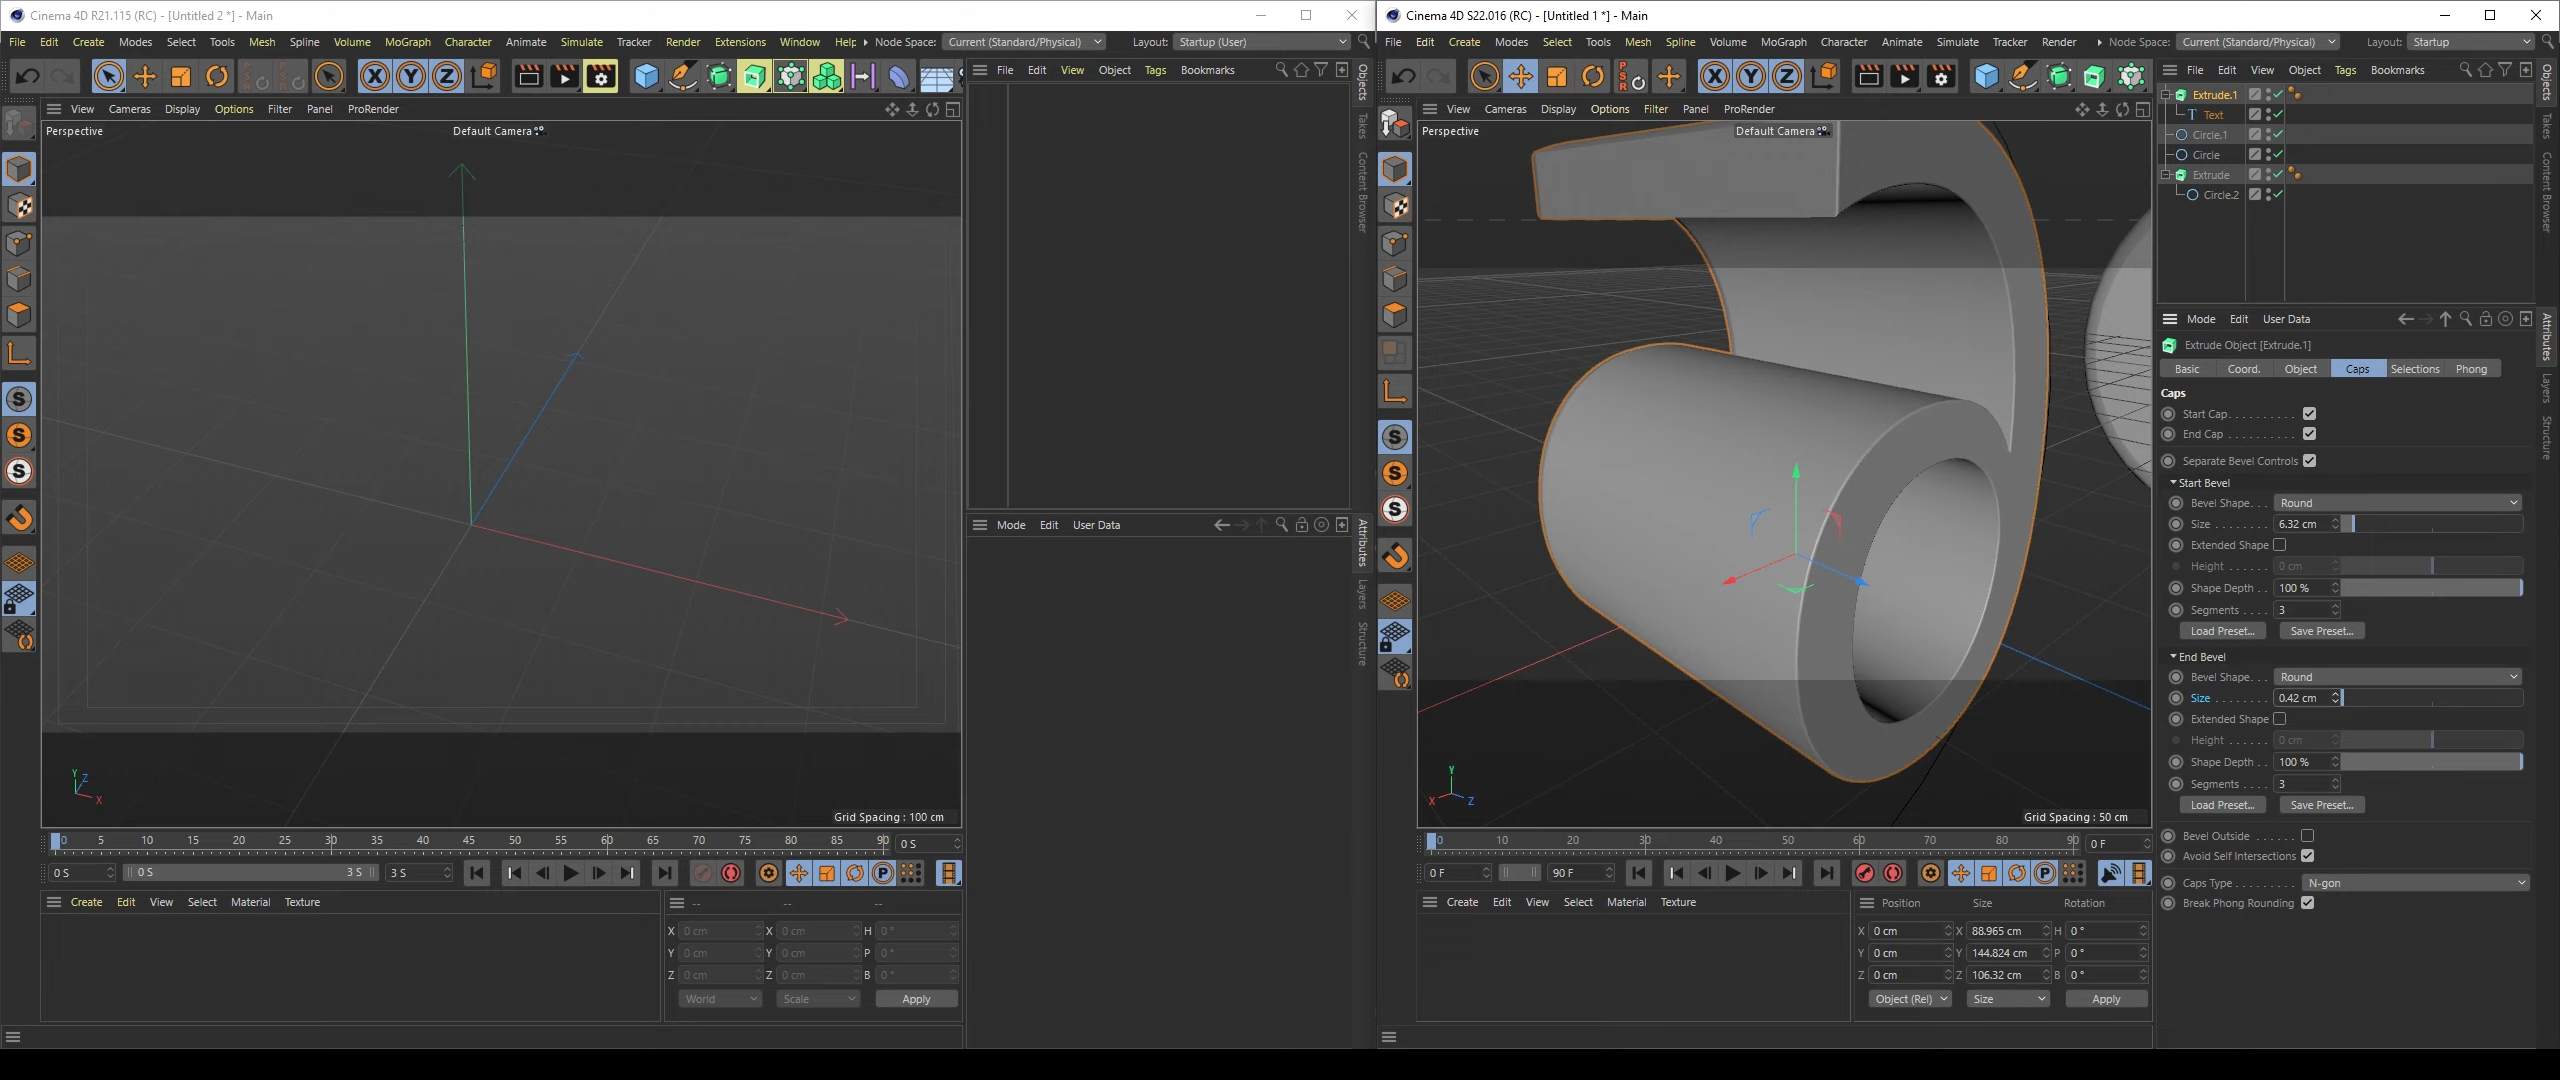 Cinema 4D R21.115 (RC) - [Untitled 2 *] - Main
File Edit Create Modes Select Tools Mesh Spline Volume MoGraph Character Animate Simulate Tracker Render Extensions Window Help Node Space: Current (Standard/Physical) Layout: Startup (User)
File Edit View Object Tags Bookmarks
View Cameras Display Options Filter Panel ProRender
Perspective
Default Camera
Objects
Takes
Content Browser
Mode Edit User Data
Attributes
Layers
Structure
Y Z X
Grid Spacing : 100 cm
0 5 10 15 20 25 30 35 40 45 50 55 60 65 70 75 80 85 90 0 S
0 S 0 S 3 S 3 S
Create Edit View Select Material Texture
-- -- --
X 0 cm X 0 cm H 0 °
Y 0 cm Y 0 cm P 0 °
Z 0 cm Z 0 cm B 0 °
World Scale Apply
Cinema 4D S22.016 (RC) - [Untitled 1 *] - Main
File Edit Create Modes Select Tools Mesh Spline Volume MoGraph Character Animate Simulate Tracker Render Node Space: Current (Standard/Physical) Layout: Startup
View Cameras Display Options Filter Panel ProRender
Perspective
Default Camera
Y X Z
Grid Spacing : 50 cm
0 10 20 30 40 50 60 70 80 90 0 F
0 F 90 F
Create Edit View Select Material Texture
Position Size Rotation
X 0 cm X 88.965 cm H 0 °
Y 0 cm Y 144.824 cm P 0 °
Z 0 cm Z 106.32 cm B 0 °
Object (Rel) Size Apply
File Edit View Object Tags Bookmarks
Extrude.1
Text
Circle.1
Circle
Extrude
Circle.2
Objects
Takes
Content Browser
Mode Edit User Data
Extrude Object [Extrude.1]
Basic Coord. Object Caps Selections Phong
Caps
Start Cap
End Cap
Separate Bevel Controls
Start Bevel
Bevel Shape Round
Size 6.32 cm
Extended Shape
Height 0 cm
Shape Depth 100 %
Segments 3
Load Preset... Save Preset...
End Bevel
Bevel Shape Round
Size 0.42 cm
Extended Shape
Height 0 cm
Shape Depth 100 %
Segments 3
Load Preset... Save Preset...
Bevel Outside
Avoid Self Intersections
Caps Type N-gon
Break Phong Rounding
Attributes
Layers
Structure